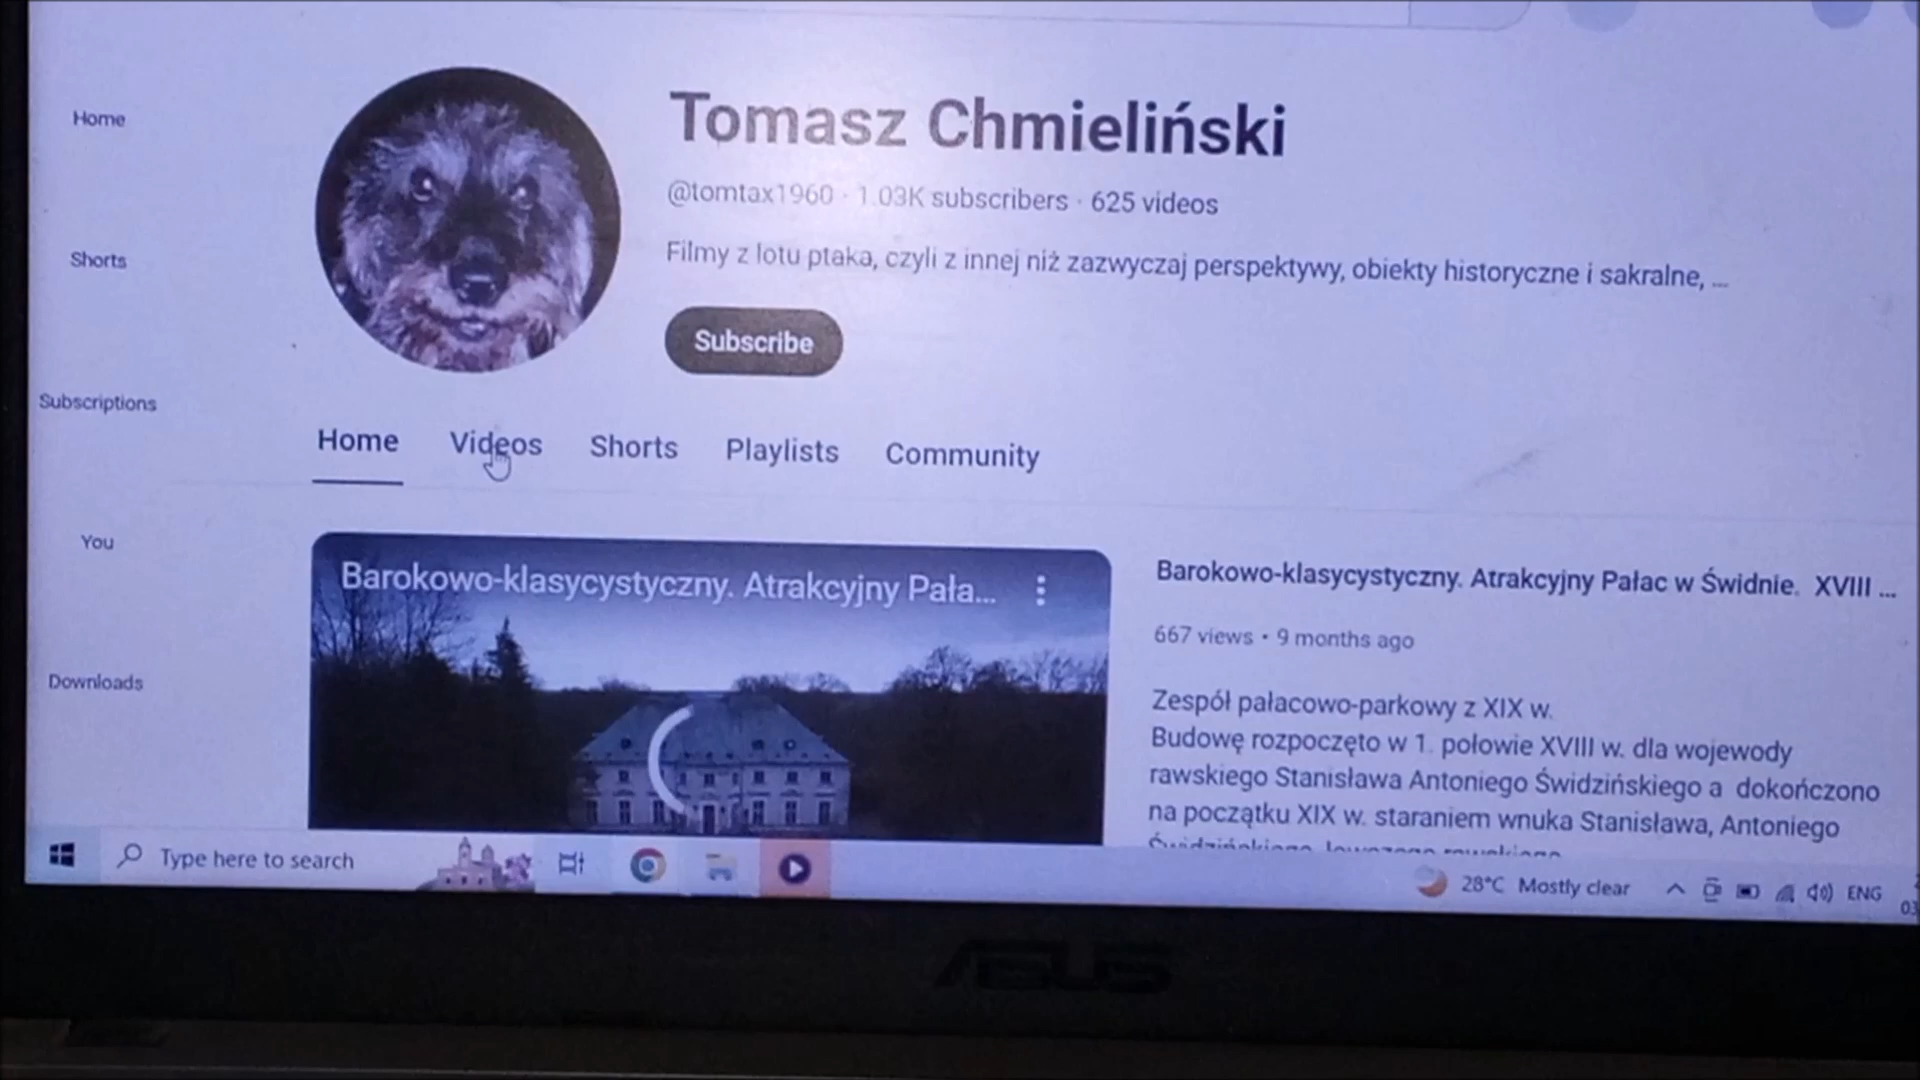 Home
Shorts
Subscriptions
You
Downloads
Tomasz Chmieliński
@tomtax1960 · 1.03K subscribers · 625 videos
Filmy z lotu ptaka, czyli z innej niż zazwyczaj perspektywy, obiekty historyczne i sakralne, ...
Subscribe
Home Videos Shorts Playlists Community
Barokowo-klasycystyczny. Atrakcyjny Pała...
Barokowo-klasycystyczny. Atrakcyjny Pałac w Świdnie. XVIII ...
667 views • 9 months ago
Zespół pałacowo-parkowy z XIX w.
Budowę rozpoczęto w 1. połowie XVIII w. dla wojewody
rawskiego Stanisława Antoniego Świdzińskiego a dokończono
na początku XIX w. staraniem wnuka Stanisława, Antoniego
Type here to search
28°C Mostly clear
ENG
ASUS